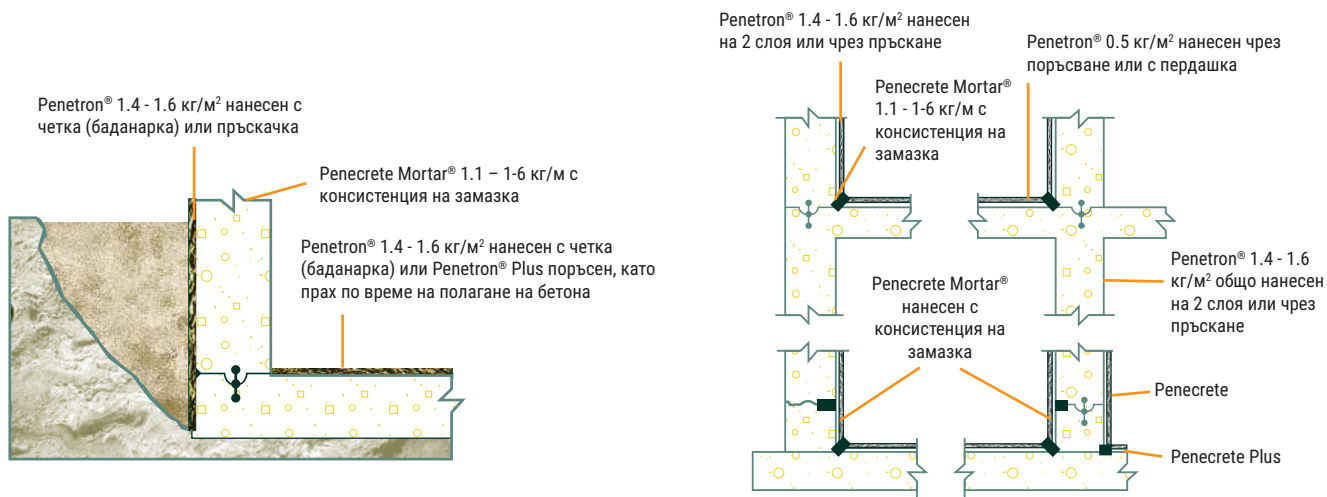 Penetron® 1.4 - 1.6 кг/м² нанесен с
четка (баданарка) или пръскачка
Penecrete Mortar® 1.1 – 1-6 кг/м с
консистенция на замазка
Penetron® 1.4 - 1.6 кг/м² нанесен с четка
(баданарка) или Penetron® Plus поръсен, като
прах по време на полагане на бетона
Penetron® 1.4 - 1.6 кг/м² нанесен
на 2 слоя или чрез пръскане
Penetron® 0.5 кг/м² нанесен чрез
поръсване или с пердашка
Penecrete Mortar®
1.1 - 1-6 кг/м с
консистенция на
замазка
Penetron® 1.4 - 1.6
кг/м² общо нанесен
на 2 слоя или чрез
пръскане
Penecrete Mortar®
нанесен с
консистенция на
замазка
Penecrete
Penecrete Plus